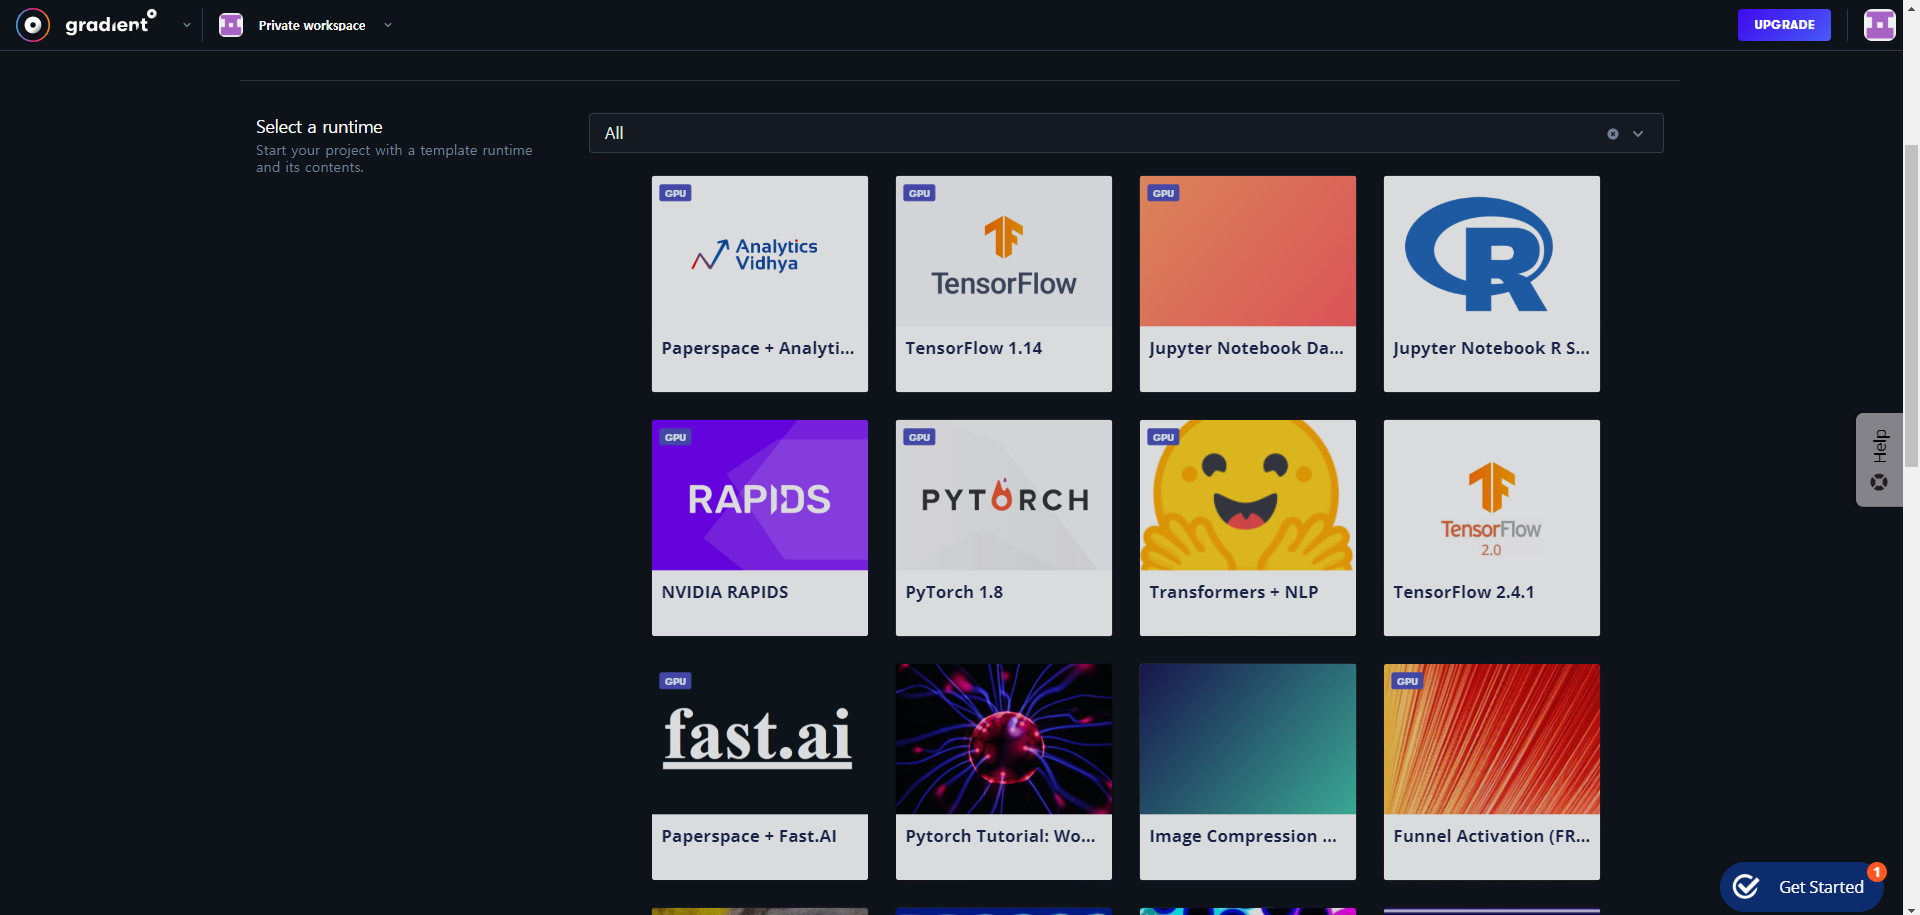 gradient
Private workspace
UPGRADE
Select a runtime
Start your project with a template runtime
and its contents.
All
GPU
Analytics
Vidhya
Paperspace + Analyti...
GPU
TensorFlow
TensorFlow 1.14
GPU
Jupyter Notebook Da...
R
Jupyter Notebook R S...
GPU
RAPIDS
NVIDIA RAPIDS
GPU
PYTORCH
PyTorch 1.8
GPU
Transformers + NLP
TensorFlow
2.0
TensorFlow 2.4.1
GPU
fast.ai
Paperspace + Fast.AI
Pytorch Tutorial: Wo...
Image Compression ...
GPU
Funnel Activation (FR...
Help
Get Started
1